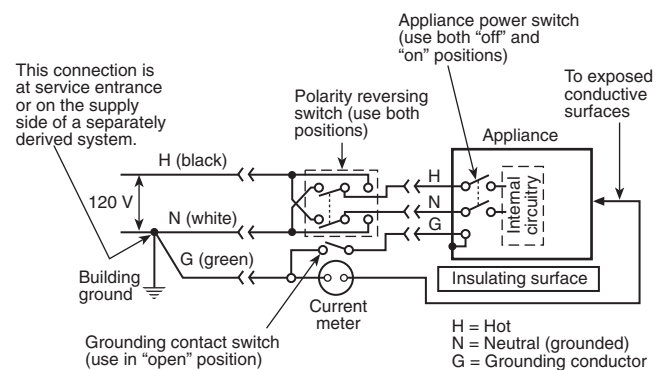 Appliance power switch
(use both “off” and
“on” positions)
This connection is
at service entrance
or on the supply
side of a separately
derived system.
To exposed
conductive
surfaces
Polarity reversing
switch (use both
positions)
Appliance
H (black)
H
120 V
N
Internal
circuitry
N (white)
G
G (green)
Building
ground
Insulating surface
Current
meter
Grounding contact switch
(use in “open” position)
H = Hot
N = Neutral (grounded)
G = Grounding conductor